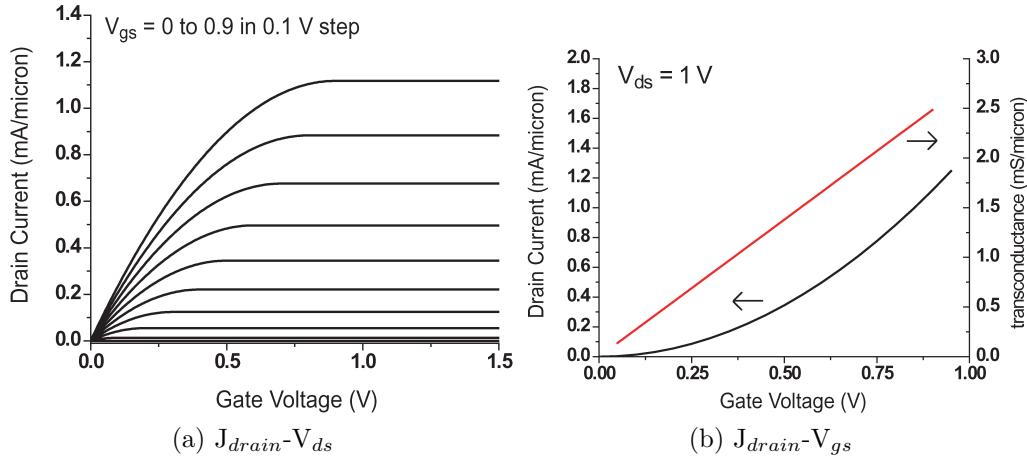 V_gs = 0 to 0.9 in 0.1 V step
Drain Current (mA/micron)
1.4
1.2
1.0
0.8
0.6
0.4
0.2
0.0
0.0 0.5 1.0 1.5
Gate Voltage (V)
(a) J_drain-V_ds
V_ds = 1 V
Drain Current (mA/micron)
2.0
1.8
1.6
1.4
1.2
1.0
0.8
0.6
0.4
0.2
0.0
0.00 0.25 0.50 0.75 1.00
Gate Voltage (V)
3.0
2.5
2.0
1.5
1.0
0.5
0.0
transconductance (mS/micron)
(b) J_drain-V_gs